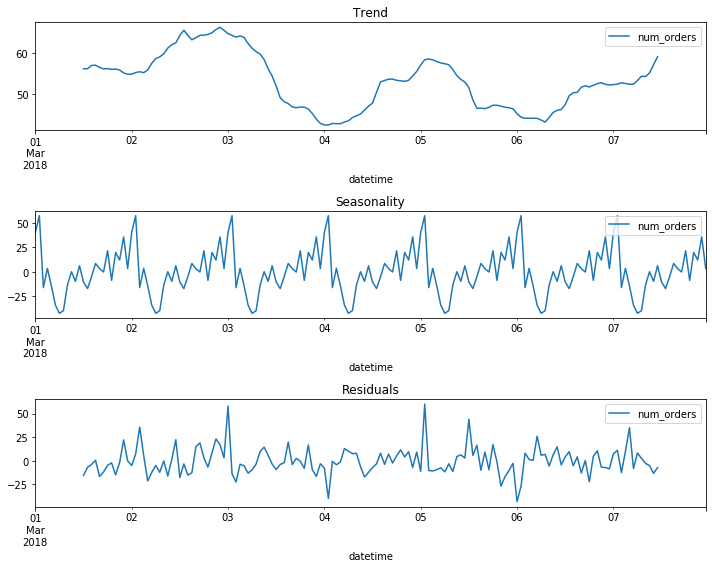 Trend
num_orders
60
50
01 02 03 04 05 06 07
Mar
2018
datetime
Seasonality
num_orders
50
25
0
−25
01 02 03 04 05 06 07
Mar
2018
datetime
Residuals
num_orders
50
25
0
−25
01 02 03 04 05 06 07
Mar
2018
datetime